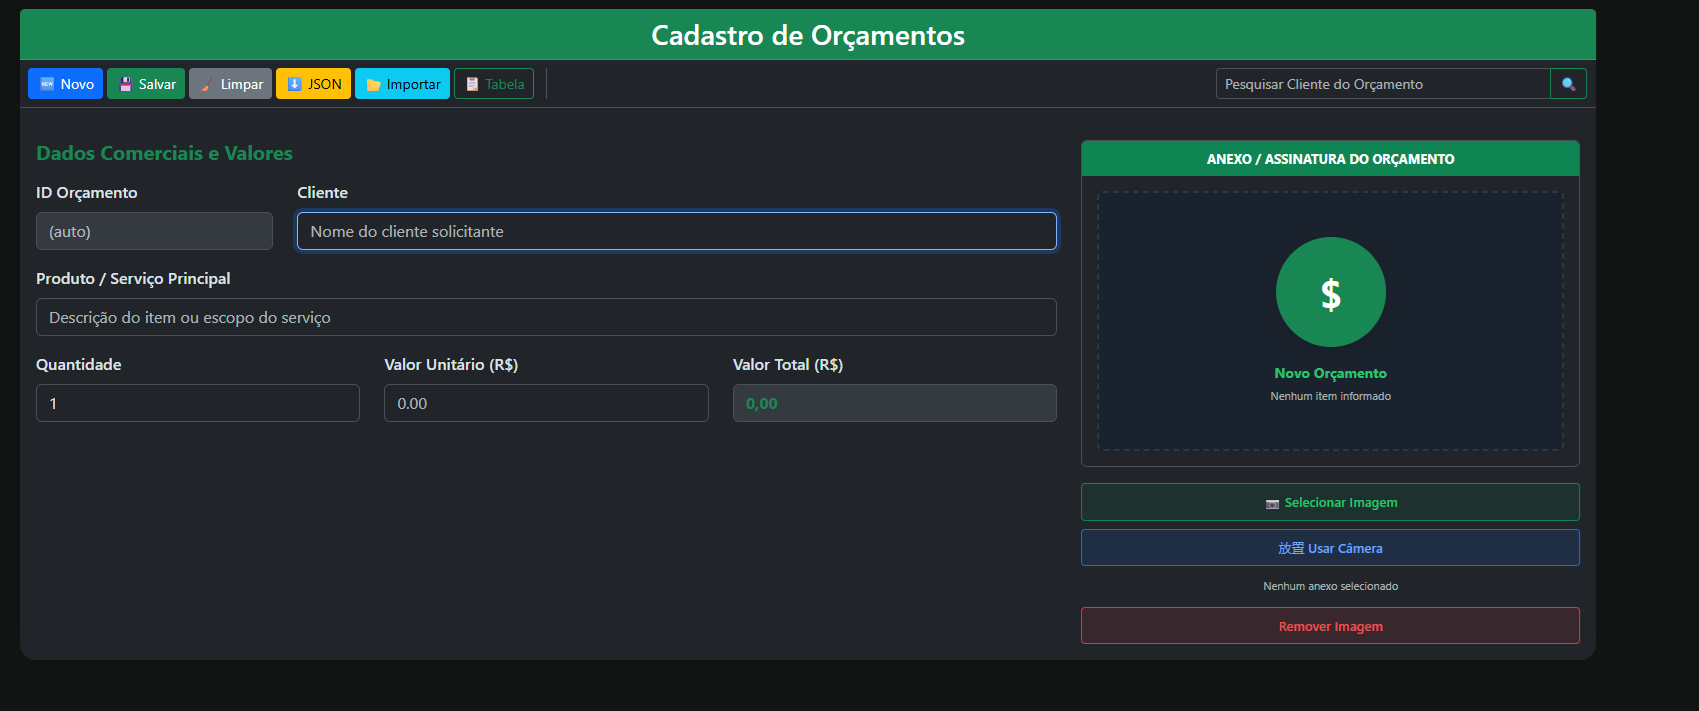 Cadastro de Orçamentos
Novo
Salvar
Limpar
JSON
Importar
Tabela
Pesquisar Cliente do Orçamento
Dados Comerciais e Valores
ID Orçamento
Cliente
(auto)
Nome do cliente solicitante
Produto / Serviço Principal
Descrição do item ou escopo do serviço
Quantidade
Valor Unitário (R$)
Valor Total (R$)
1
0.00
0,00
ANEXO / ASSINATURA DO ORÇAMENTO
$
Novo Orçamento
Nenhum item informado
Selecionar Imagem
放置 Usar Câmera
Nenhum anexo selecionado
Remover Imagem